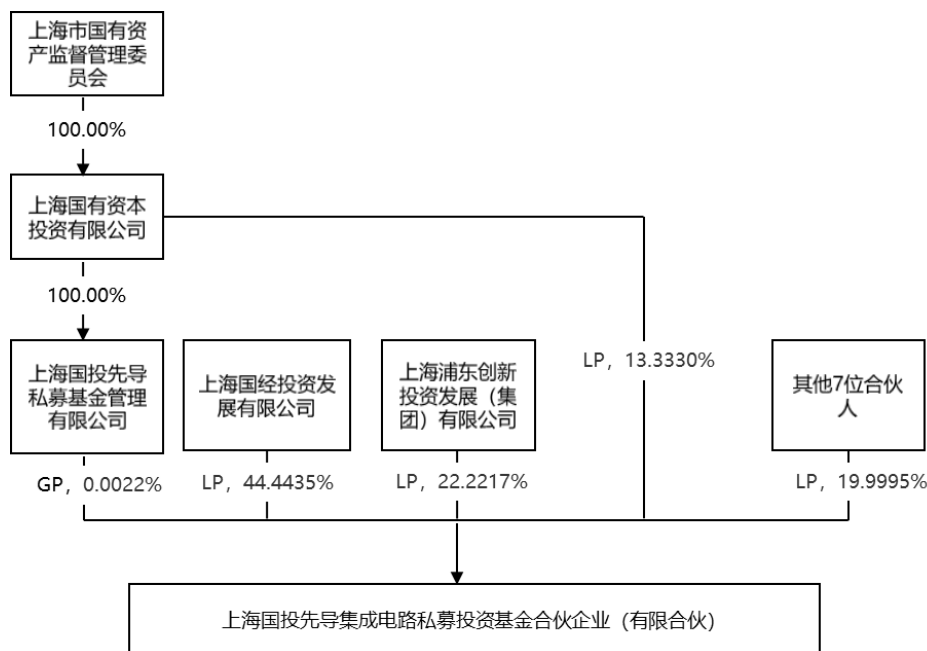 上海市国有资
产监督管理委
员会
100.00%
上海国有资本
投资有限公司
100.00%
上海国投先导
私募基金管理
有限公司
上海国经投资发
展有限公司
上海浦东创新
投资发展（集
团）有限公司
LP，13.3330%
其他7位合伙
人
GP，0.0022%
LP，44.4435%
LP，22.2217%
LP，19.9995%
上海国投先导集成电路私募投资基金合伙企业（有限合伙）